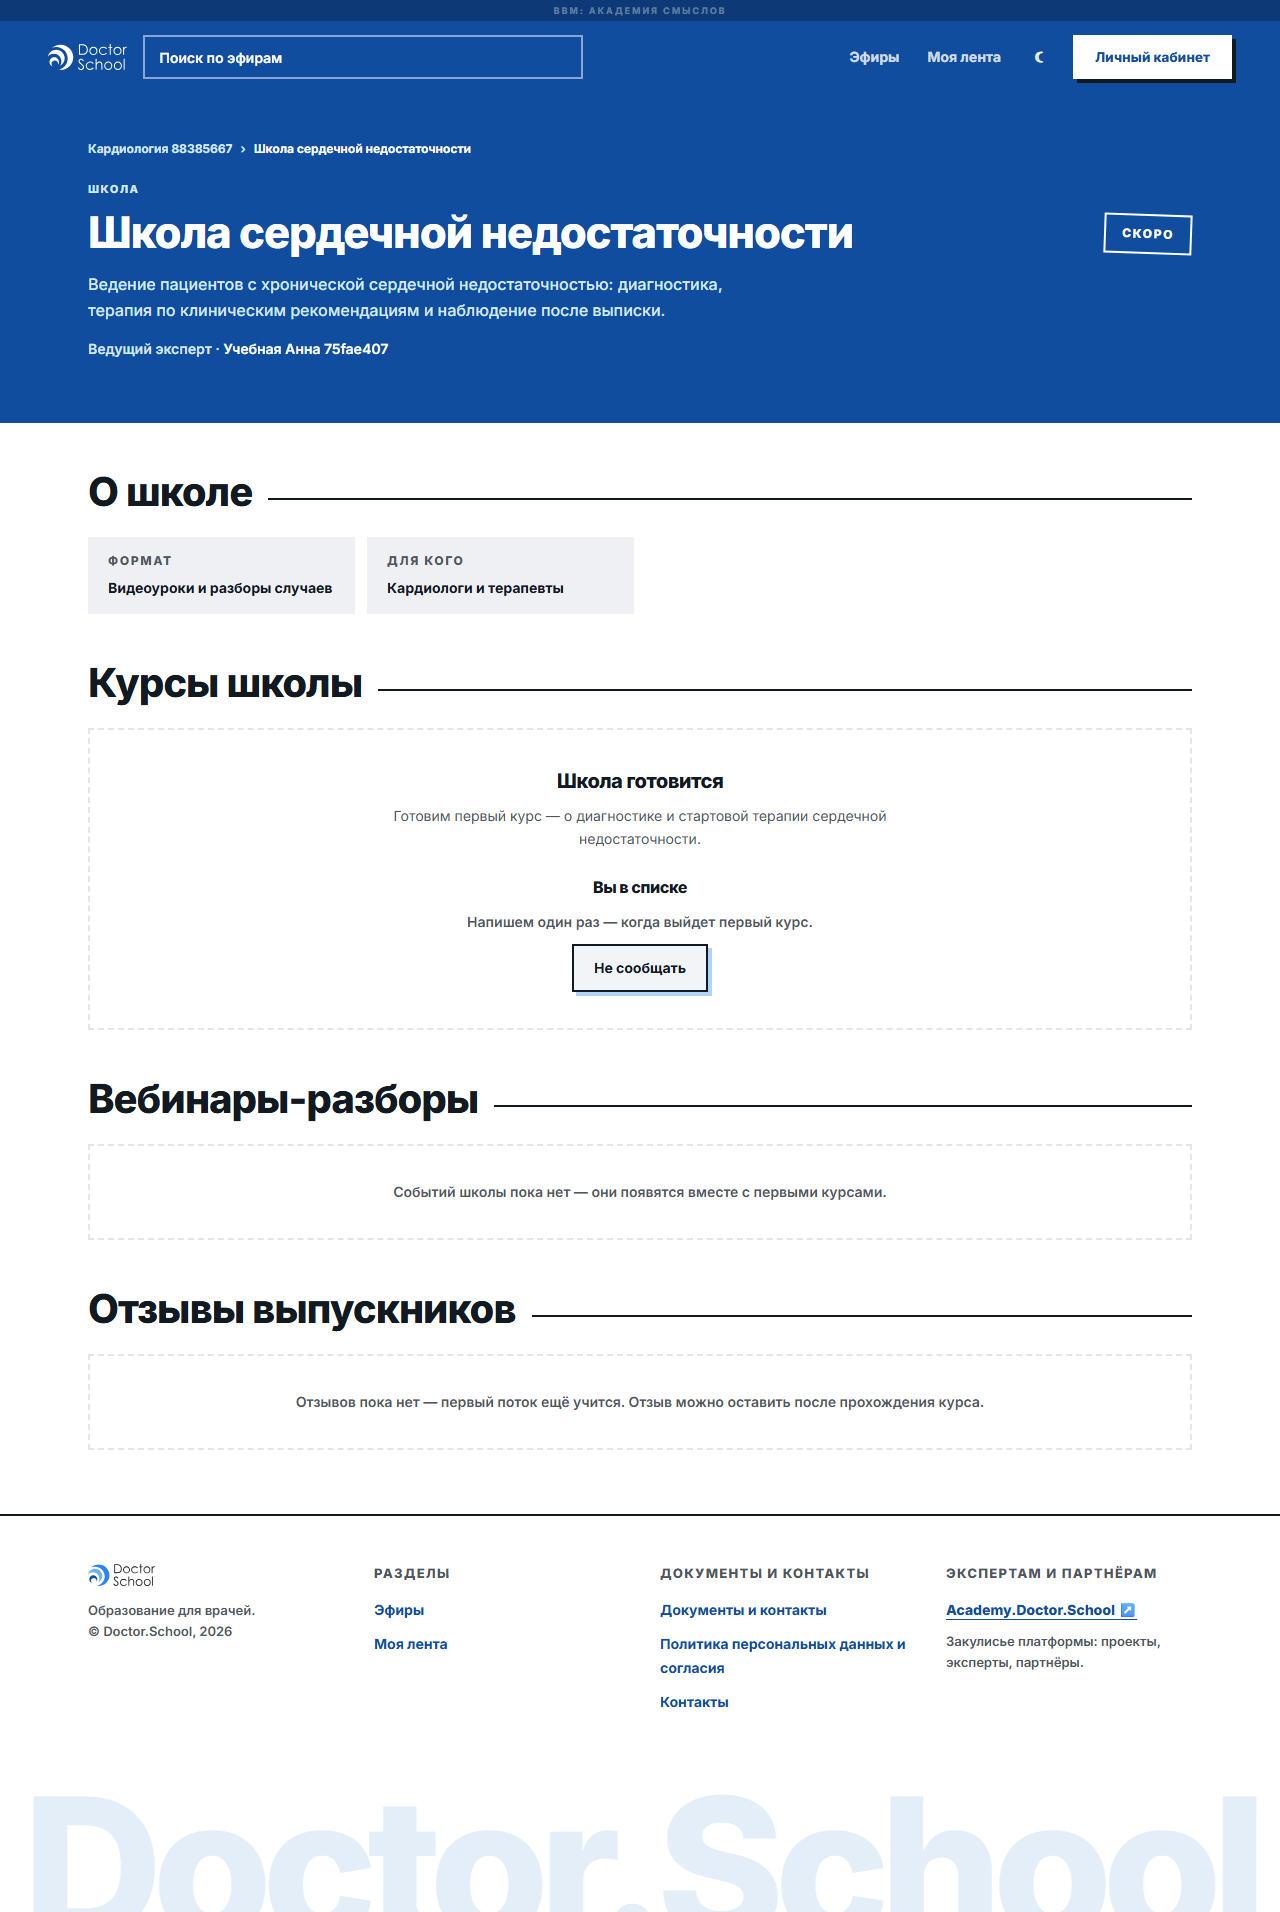 ВВМ: АКАДЕМИЯ СМЫСЛОВ
Doctor
School
Поиск по эфирам
Эфиры
Моя лента
Личный кабинет
Кардиология 88385667 › Школа сердечной недостаточности
ШКОЛА
Школа сердечной недостаточности
СКОРО
Ведение пациентов с хронической сердечной недостаточностью: диагностика,
терапия по клиническим рекомендациям и наблюдение после выписки.
Ведущий эксперт · Учебная Анна 75fae407
О школе
ФОРМАТ
Видеоуроки и разборы случаев
ДЛЯ КОГО
Кардиологи и терапевты
Курсы школы
Школа готовится
Готовим первый курс — о диагностике и стартовой терапии сердечной
недостаточности.
Вы в списке
Напишем один раз — когда выйдет первый курс.
Не сообщать
Вебинары-разборы
Событий школы пока нет — они появятся вместе с первыми курсами.
Отзывы выпускников
Отзывов пока нет — первый поток ещё учится. Отзыв можно оставить после прохождения курса.
Doctor
School
Образование для врачей.
© Doctor.School, 2026
РАЗДЕЛЫ
Эфиры
Моя лента
ДОКУМЕНТЫ И КОНТАКТЫ
Документы и контакты
Политика персональных данных и
согласия
Контакты
ЭКСПЕРТАМ И ПАРТНЁРАМ
Academy.Doctor.School ↗
Закулисье платформы: проекты,
эксперты, партнёры.
Doctor.School